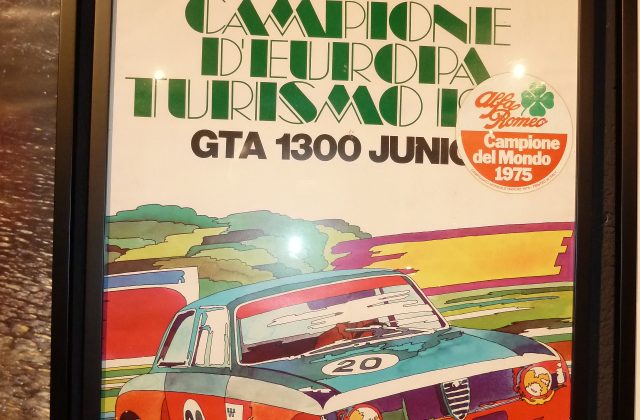 CAMPIONE
D'EUROPA
TURISMO
GTA 1300 JUNIO
Alfa
Romeo
Campione
del Mondo
1975
20